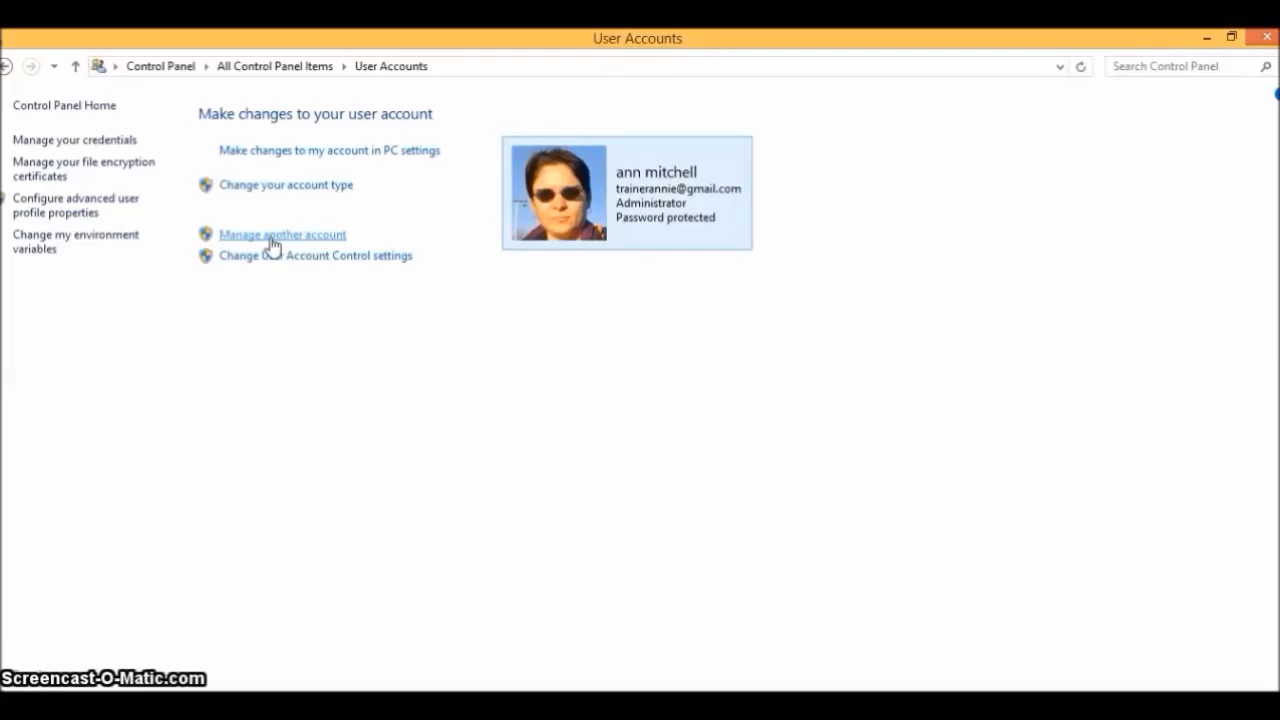 User Accounts
Control Panel All Control Panel Items User Accounts
Search Control Panel
Control Panel Home
Manage your credentials
Manage your file encryption
certificates
Configure advanced user
profile properties
Change my environment
variables
Make changes to your user account
Make changes to my account in PC settings
Change your account type
Manage another account
Change User Account Control settings
ann mitchell
trainerannie@gmail.com
Administrator
Password protected
Screencast-O-Matic.com